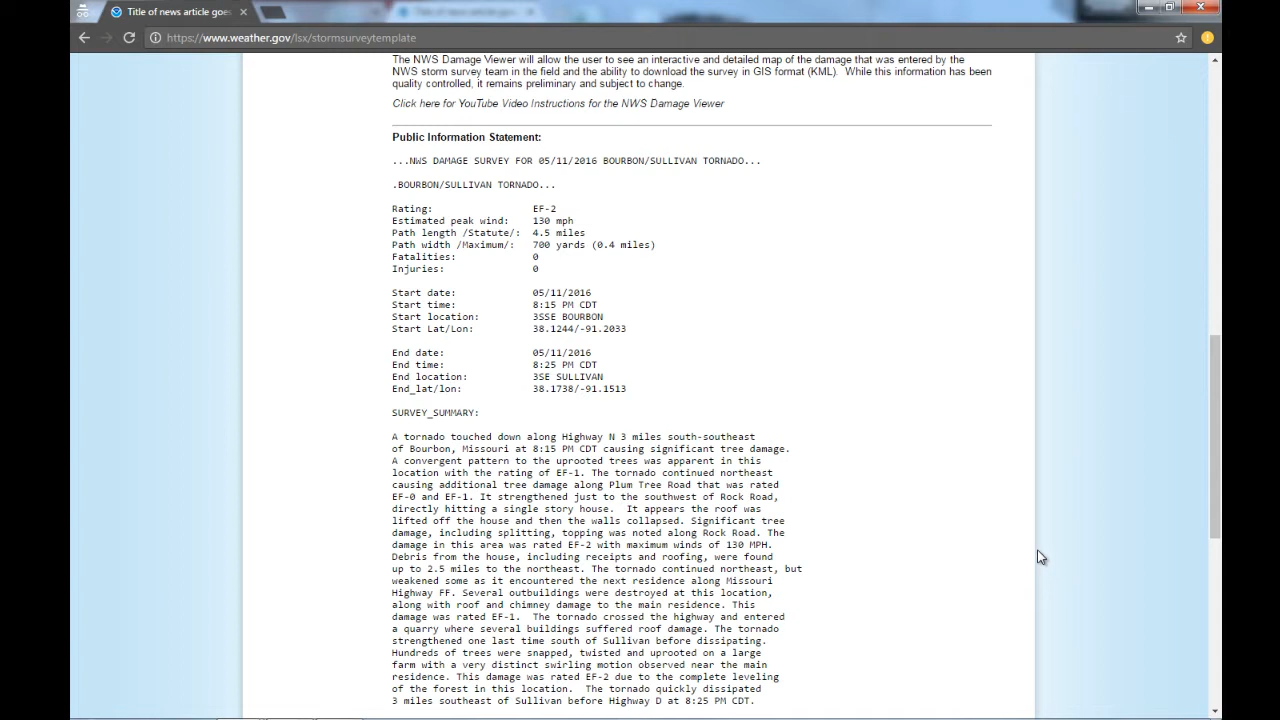 Title of news article goes
Title of news article goes
https://www.weather.gov/lsx/stormsurveytemplate
The NWS Damage Viewer will allow the user to see an interactive and detailed map of the damage that was entered by the
NWS storm survey team in the field and the ability to download the survey in GIS format (KML).  While this information has been
quality controlled, it remains preliminary and subject to change.
Click here for YouTube Video Instructions for the NWS Damage Viewer
Public Information Statement:
...NWS DAMAGE SURVEY FOR 05/11/2016 BOURBON/SULLIVAN TORNADO...
.BOURBON/SULLIVAN TORNADO...
Rating: EF-2
Estimated peak wind: 130 mph
Path length /Statute/: 4.5 miles
Path width /Maximum/: 700 yards (0.4 miles)
Fatalities: 0
Injuries: 0
Start date: 05/11/2016
Start time: 8:15 PM CDT
Start location: 3SSE BOURBON
Start Lat/Lon: 38.1244/-91.2033
End date: 05/11/2016
End time: 8:25 PM CDT
End location: 3SE SULLIVAN
End_lat/lon: 38.1738/-91.1513
SURVEY_SUMMARY:
A tornado touched down along Highway N 3 miles south-southeast
of Bourbon, Missouri at 8:15 PM CDT causing significant tree damage.
A convergent pattern to the uprooted trees was apparent in this
location with the rating of EF-1. The tornado continued northeast
causing additional tree damage along Plum Tree Road that was rated
EF-0 and EF-1. It strengthened just to the southwest of Rock Road,
directly hitting a single story house.  It appears the roof was
lifted off the house and then the walls collapsed. Significant tree
damage, including splitting, topping was noted along Rock Road. The
damage in this area was rated EF-2 with maximum winds of 130 MPH.
Debris from the house, including receipts and roofing, were found
up to 2.5 miles to the northeast. The tornado continued northeast, but
weakened some as it encountered the next residence along Missouri
Highway FF. Several outbuildings were destroyed at this location,
along with roof and chimney damage to the main residence. This
damage was rated EF-1.  The tornado crossed the highway and entered
a quarry where several buildings suffered roof damage. The tornado
strengthened one last time south of Sullivan before dissipating.
Hundreds of trees were snapped, twisted and uprooted on a large
farm with a very distinct swirling motion observed near the main
residence. This damage was rated EF-2 due to the complete leveling
of the forest in this location.  The tornado quickly dissipated
3 miles southeast of Sullivan before Highway D at 8:25 PM CDT.